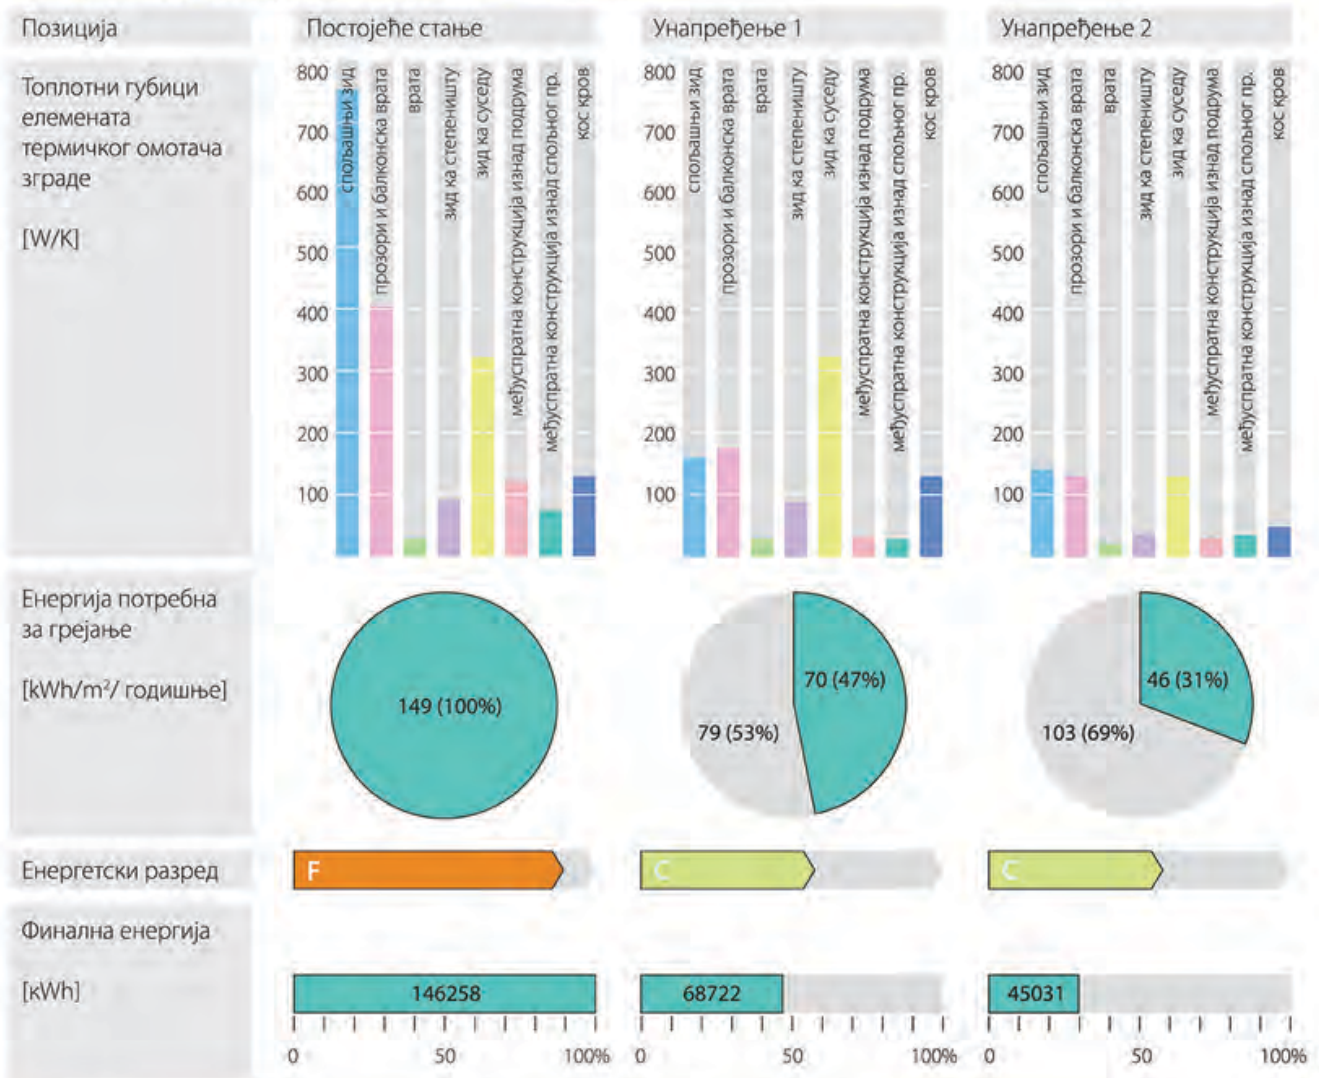 Позиција
Постојеће стање
Унапређење 1
Унапређење 2
Топлотни губици
елемената
термичког омотача
зграде
[W/K]
800
700
600
500
400
300
200
100
спољашњи зид
прозори и балконска врата
врата
зид ка степеништу
зид ка суседу
међуспратна конструкција изнад подрума
међуспратна конструкција изнад спољног пр.
кос кров
800
700
600
500
400
300
200
100
спољашњи зид
прозори и балконска врата
врата
зид ка степеништу
зид ка суседу
међуспратна конструкција изнад подрума
међуспратна конструкција изнад спољног пр.
кос кров
800
700
600
500
400
300
200
100
спољашњи зид
прозори и балконска врата
врата
зид ка степеништу
зид ка суседу
међуспратна конструкција изнад подрума
међуспратна конструкција изнад спољног пр.
кос кров
Енергија потребна
за грејање
[kWh/m²/ годишње]
149 (100%)
70 (47%)
79 (53%)
46 (31%)
103 (69%)
Енергетски разред
F
C
C
Финална енергија
[кWh]
146258
68722
45031
0 50 100%
0 50 100%
0 50 100%